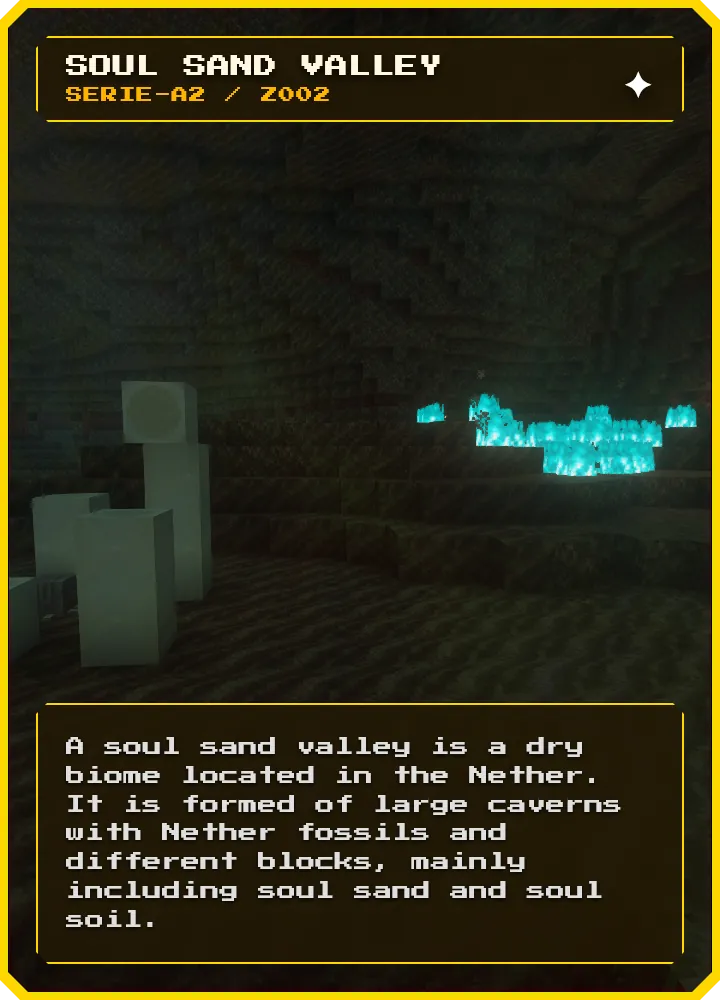 SOUL SAND VALLEY
SERIE-A2 / Z002
A soul sand valley is a dry
biome located in the Nether.
It is formed of large caverns
with Nether fossils and
different blocks, mainly
including soul sand and soul
soil.